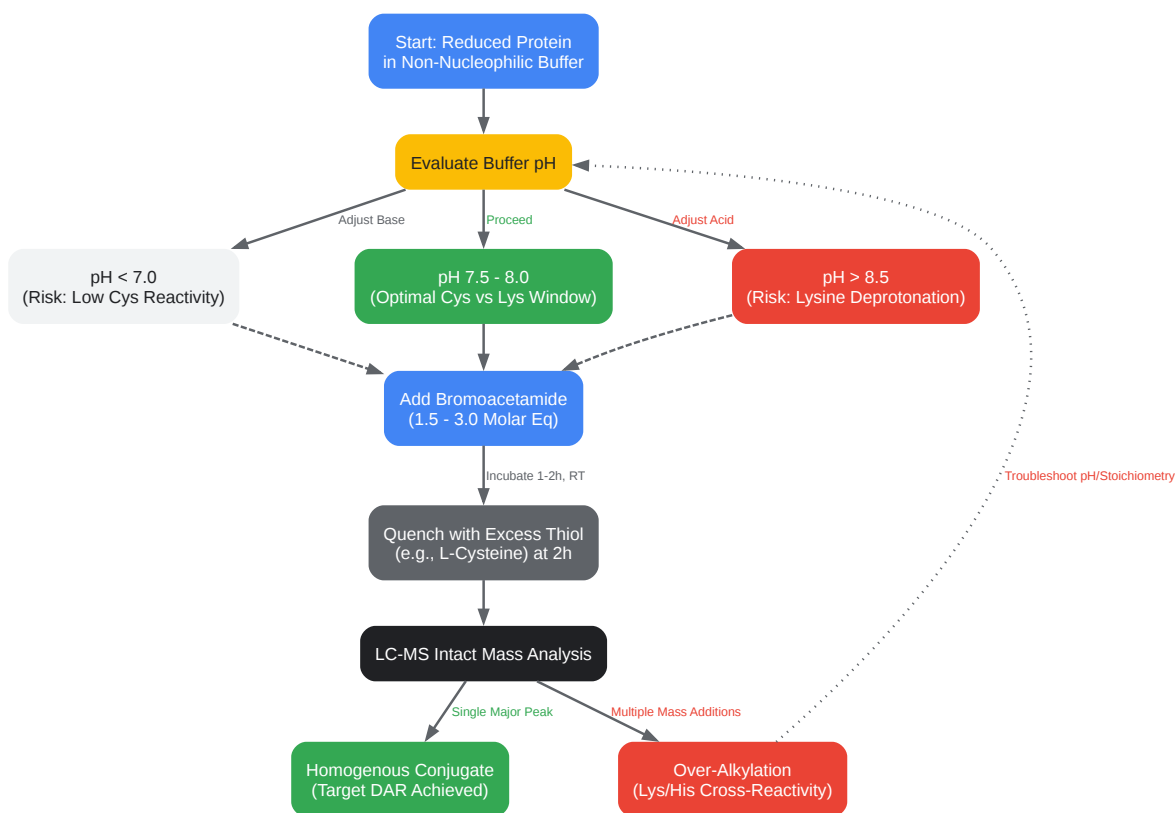 Start: Reduced Protein
in Non-Nucleophilic Buffer
Evaluate Buffer pH
Adjust Base
Proceed
Adjust Acid
pH < 7.0
(Risk: Low Cys Reactivity)
pH 7.5 - 8.0
(Optimal Cys vs Lys Window)
pH > 8.5
(Risk: Lysine Deprotonation)
Add Bromoacetamide
(1.5 - 3.0 Molar Eq)
Incubate 1-2h, RT
Troubleshoot pH/Stoichiometry
Quench with Excess Thiol
(e.g., L-Cysteine) at 2h
LC-MS Intact Mass Analysis
Single Major Peak
Multiple Mass Additions
Homogenous Conjugate
(Target DAR Achieved)
Over-Alkylation
(Lys/His Cross-Reactivity)